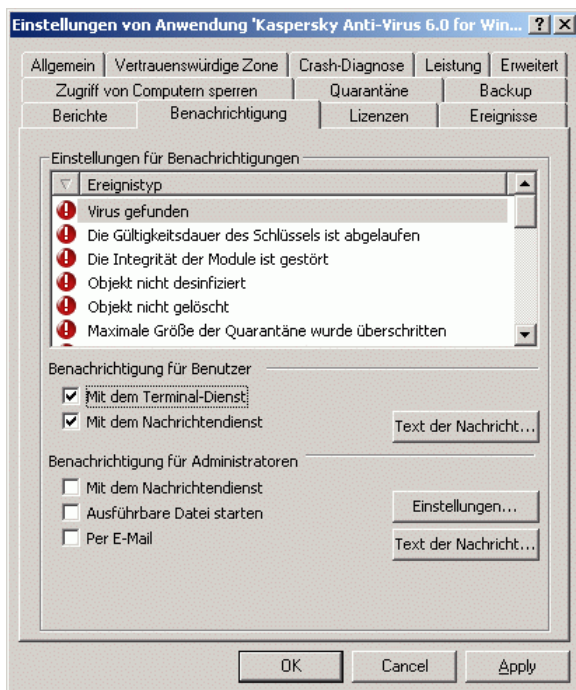 Einstellungen von Anwendung 'Kaspersky Anti-Virus 6.0 for Win...
Allgemein Vertrauenswürdige Zone Crash-Diagnose Leistung Erweitert
Zugriff von Computern sperren Quarantäne Backup
Berichte Benachrichtigung Lizenzen Ereignisse
Einstellungen für Benachrichtigungen
Ereignistyp
Virus gefunden
Die Gültigkeitsdauer des Schlüssels ist abgelaufen
Die Integrität der Module ist gestört
Objekt nicht desinfiziert
Objekt nicht gelöscht
Maximale Größe der Quarantäne wurde überschritten
Benachrichtigung für Benutzer
Mit dem Terminal-Dienst
Mit dem Nachrichtendienst
Text der Nachricht...
Benachrichtigung für Administratoren
Mit dem Nachrichtendienst
Einstellungen...
Ausführbare Datei starten
Per E-Mail
Text der Nachricht...
OK Cancel Apply